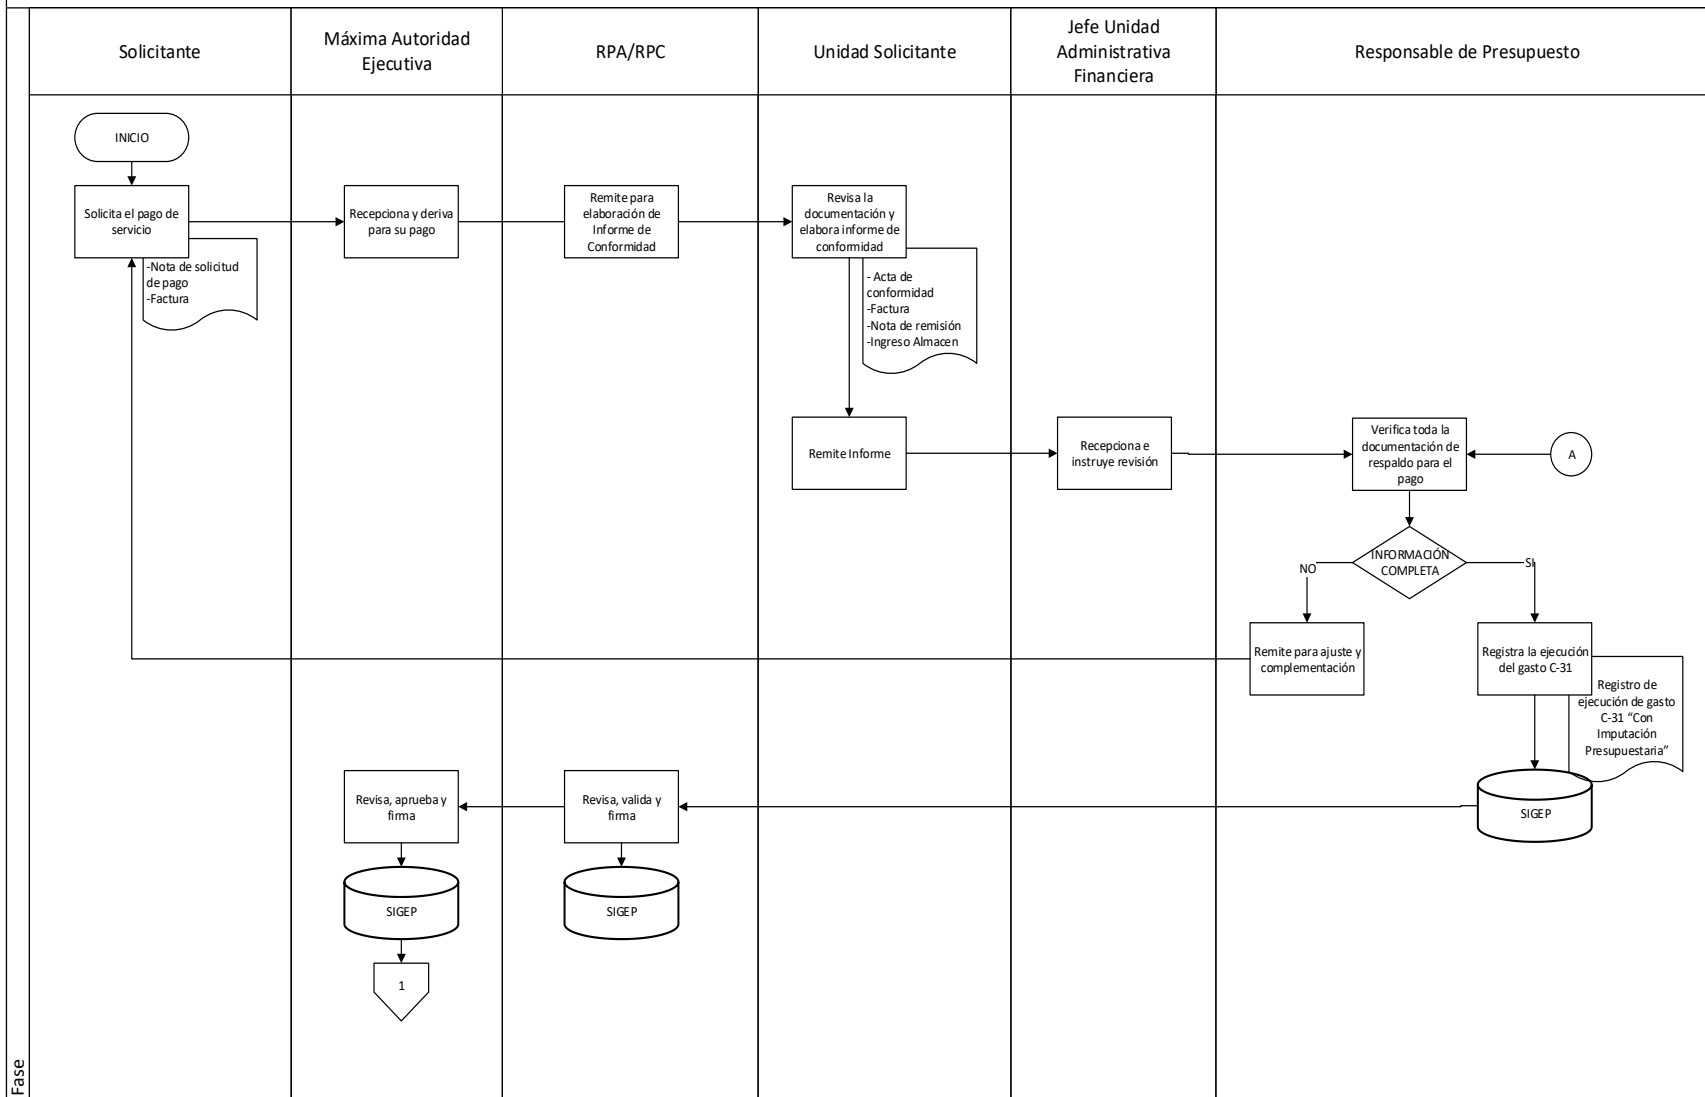 Solicitante
Máxima Autoridad
Ejecutiva
RPA/RPC
Unidad Solicitante
Jefe Unidad
Administrativa
Financiera
Responsable de Presupuesto
INICIO
Solicita el pago de
servicio
-Nota de solicitud
de pago
-Factura
Recepciona y deriva
para su pago
Remite para
elaboración de
Informe de
Conformidad
Revisa la
documentación y
elabora informe de
conformidad
- Acta de
conformidad
-Factura
-Nota de remisión
-Ingreso Almacen
Remite Informe
Recepciona e
instruye revisión
Verifica toda la
documentación de
respaldo para el
pago
A
INFORMACIÓN
COMPLETA
NO
SI
Remite para ajuste y
complementación
Registra la ejecución
del gasto C-31
Registro de
ejecución de gasto
C-31 “Con
Imputación
Presupuestaria”
SIGEP
Revisa, valida y
firma
SIGEP
Revisa, aprueba y
firma
SIGEP
1
Fase